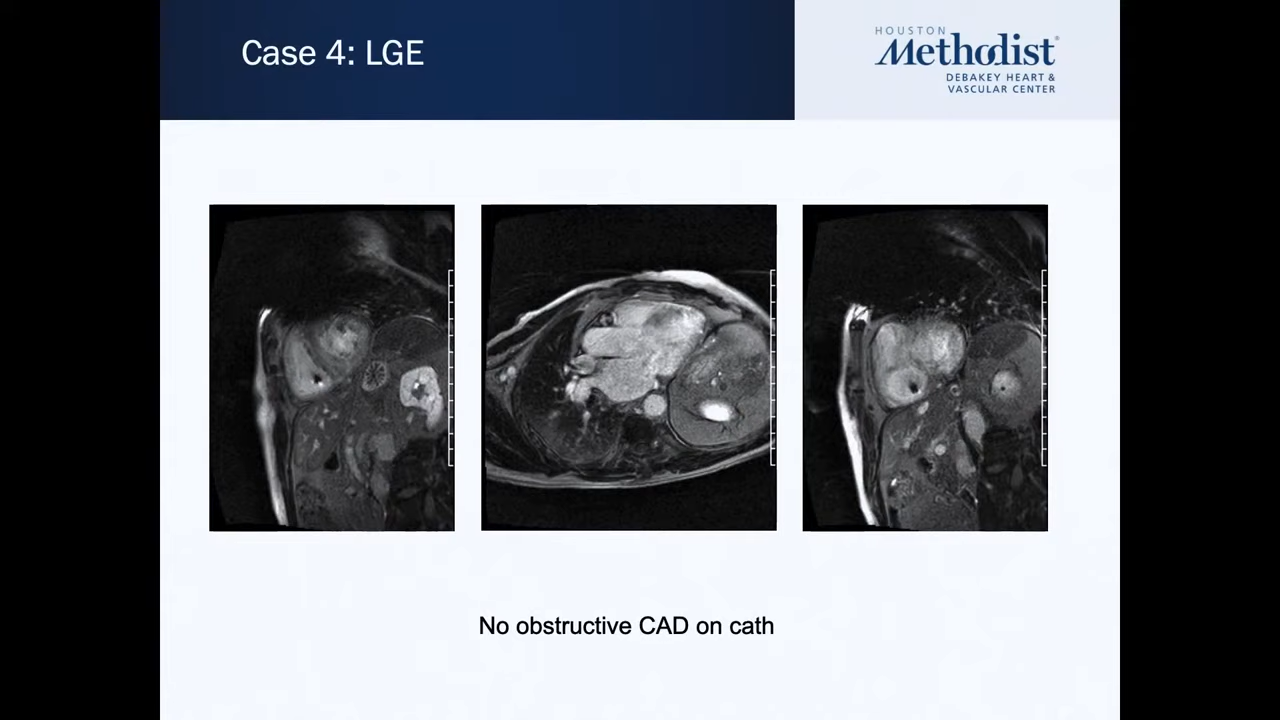 Case 4: LGE
HOUSTON
Methodist
DEBAKEY HEART &
VASCULAR CENTER
No obstructive CAD on cath